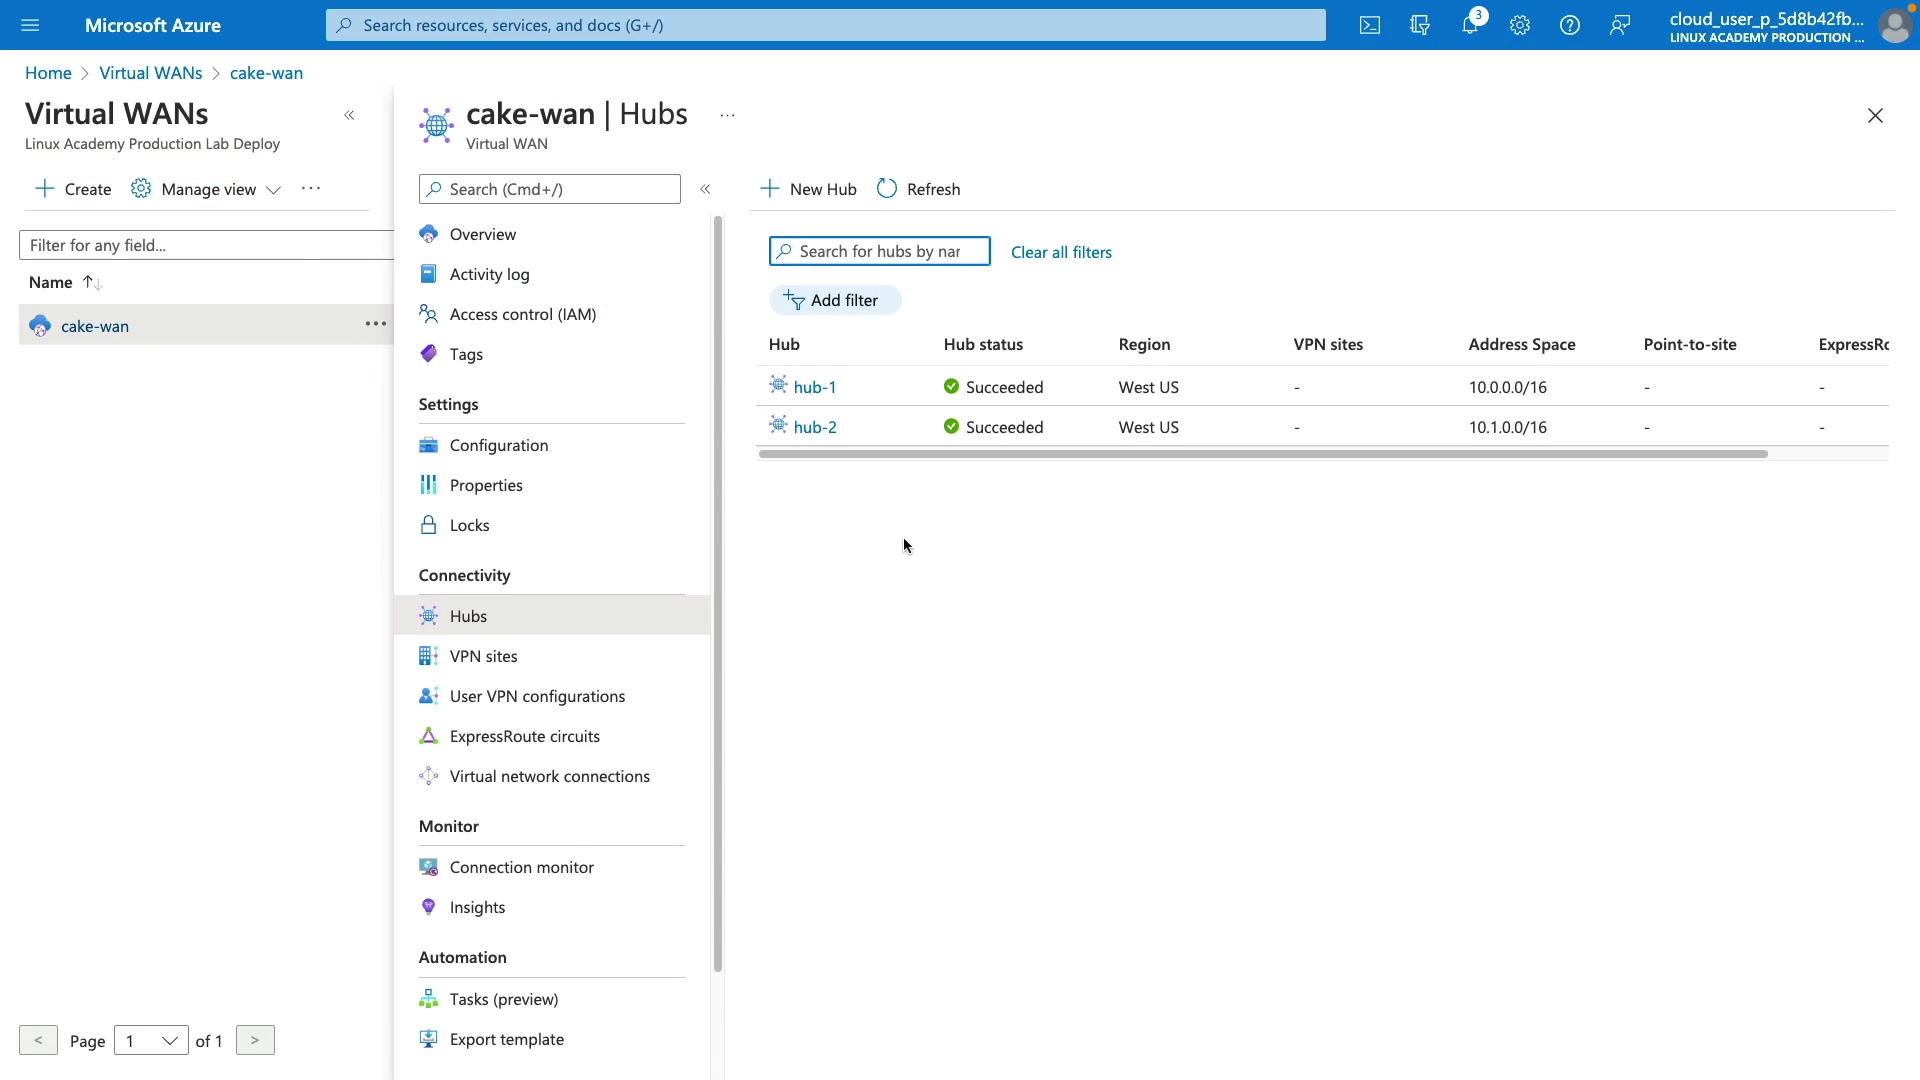 Microsoft Azure
Search resources, services, and docs (G+/)
3
cloud_user_p_5d8b42fb...
LINUX ACADEMY PRODUCTION ...
Home > Virtual WANs > cake-wan
Virtual WANs
Linux Academy Production Lab Deploy
Create
Manage view
...
Filter for any field...
Name
cake-wan
...
< Page 1 of 1 >
cake-wan | Hubs
...
Virtual WAN
Search (Cmd+/)
Overview
Activity log
Access control (IAM)
Tags
Settings
Configuration
Properties
Locks
Connectivity
Hubs
VPN sites
User VPN configurations
ExpressRoute circuits
Virtual network connections
Monitor
Connection monitor
Insights
Automation
Tasks (preview)
Export template
New Hub
Refresh
Search for hubs by nar
Clear all filters
Add filter
Hub Hub status Region VPN sites Address Space Point-to-site ExpressRo
hub-1 Succeeded West US - 10.0.0.0/16 - -
hub-2 Succeeded West US - 10.1.0.0/16 - -